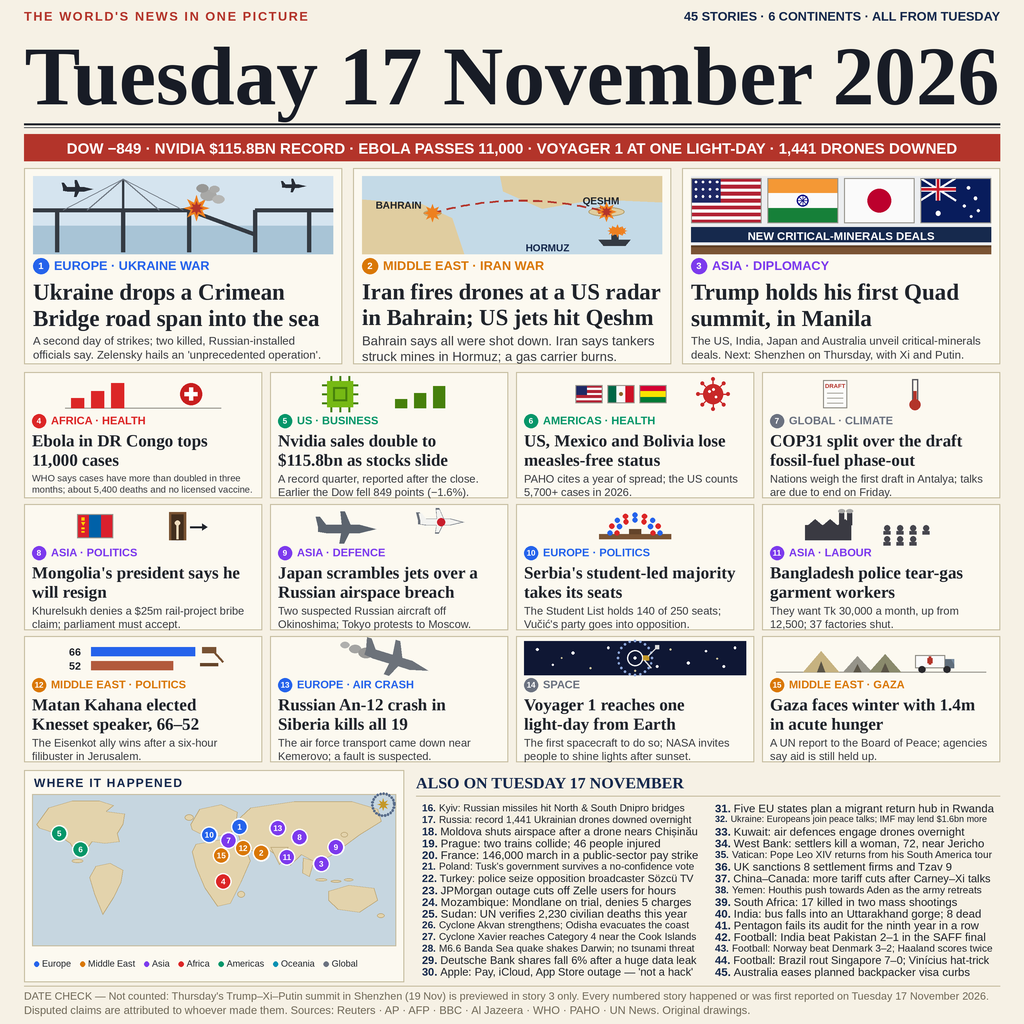 THE WORLD'S NEWS IN ONE PICTURE
45 STORIES · 6 CONTINENTS · ALL FROM TUESDAY
Tuesday 17 November 2026
DOW −849 · NVIDIA $115.8BN RECORD · EBOLA PASSES 11,000 · VOYAGER 1 AT ONE LIGHT-DAY · 1,441 DRONES DOWNED
1 EUROPE · UKRAINE WAR
Ukraine drops a Crimean
Bridge road span into the sea
A second day of strikes; two killed, Russian-installed
officials say. Zelensky hails an 'unprecedented operation'.
BAHRAIN
QESHM
HORMUZ
2 MIDDLE EAST · IRAN WAR
Iran fires drones at a US radar
in Bahrain; US jets hit Qeshm
Bahrain says all were shot down. Iran says tankers
struck mines in Hormuz; a gas carrier burns.
NEW CRITICAL-MINERALS DEALS
3 ASIA · DIPLOMACY
Trump holds his first Quad
summit, in Manila
The US, India, Japan and Australia unveil critical-minerals
deals. Next: Shenzhen on Thursday, with Xi and Putin.
4 AFRICA · HEALTH
Ebola in DR Congo tops
11,000 cases
WHO says cases have more than doubled in three
months; about 5,400 deaths and no licensed vaccine.
5 US · BUSINESS
Nvidia sales double to
$115.8bn as stocks slide
A record quarter, reported after the close.
Earlier the Dow fell 849 points (−1.6%).
6 AMERICAS · HEALTH
US, Mexico and Bolivia lose
measles-free status
PAHO cites a year of spread; the US counts
5,700+ cases in 2026.
DRAFT
7 GLOBAL · CLIMATE
COP31 split over the draft
fossil-fuel phase-out
Nations weigh the first draft in Antalya; talks
are due to end on Friday.
8 ASIA · POLITICS
Mongolia's president says he
will resign
Khurelsukh denies a $25m rail-project bribe
claim; parliament must accept.
9 ASIA · DEFENCE
Japan scrambles jets over a
Russian airspace breach
Two suspected Russian aircraft off
Okinoshima; Tokyo protests to Moscow.
10 EUROPE · POLITICS
Serbia's student-led majority
takes its seats
The Student List holds 140 of 250 seats;
Vučić's party goes into opposition.
11 ASIA · LABOUR
Bangladesh police tear-gas
garment workers
They want Tk 30,000 a month, up from
12,500; 37 factories shut.
66
52
12 MIDDLE EAST · POLITICS
Matan Kahana elected
Knesset speaker, 66–52
The Eisenkot ally wins after a six-hour
filibuster in Jerusalem.
13 EUROPE · AIR CRASH
Russian An-12 crash in
Siberia kills all 19
The air force transport came down near
Kemerovo; a fault is suspected.
14 SPACE
Voyager 1 reaches one
light-day from Earth
The first spacecraft to do so; NASA invites
people to shine lights after sunset.
15 MIDDLE EAST · GAZA
Gaza faces winter with 1.4m
in acute hunger
A UN report to the Board of Peace; agencies
say aid is still held up.
WHERE IT HAPPENED
5
6
10
1
7
15
12
2
13
8
11
9
3
4
Europe Middle East Asia Africa Americas Oceania Global
ALSO ON TUESDAY 17 NOVEMBER
16. Kyiv: Russian missiles hit North & South Dnipro bridges
17. Russia: record 1,441 Ukrainian drones downed overnight
18. Moldova shuts airspace after a drone nears Chișinău
19. Prague: two trains collide; 46 people injured
20. France: 146,000 march in a public-sector pay strike
21. Poland: Tusk's government survives a no-confidence vote
22. Turkey: police seize opposition broadcaster Sözcü TV
23. JPMorgan outage cuts off Zelle users for hours
24. Mozambique: Mondlane on trial, denies 5 charges
25. Sudan: UN verifies 2,230 civilian deaths this year
26. Cyclone Akvan strengthens; Odisha evacuates the coast
27. Cyclone Xavier reaches Category 4 near the Cook Islands
28. M6.6 Banda Sea quake shakes Darwin; no tsunami threat
29. Deutsche Bank shares fall 6% after a huge data leak
30. Apple: Pay, iCloud, App Store outage — 'not a hack'
31. Five EU states plan a migrant return hub in Rwanda
32. Ukraine: Europeans join peace talks; IMF may lend $1.6bn more
33. Kuwait: air defences engage drones overnight
34. West Bank: settlers kill a woman, 72, near Jericho
35. Vatican: Pope Leo XIV returns from his South America tour
36. UK sanctions 8 settlement firms and Tzav 9
37. China–Canada: more tariff cuts after Carney–Xi talks
38. Yemen: Houthis push towards Aden as the army retreats
39. South Africa: 17 killed in two mass shootings
40. India: bus falls into an Uttarakhand gorge; 8 dead
41. Pentagon fails its audit for the ninth year in a row
42. Football: India beat Pakistan 2–1 in the SAFF final
43. Football: Norway beat Denmark 3–2; Haaland scores twice
44. Football: Brazil rout Singapore 7–0; Vinícius hat-trick
45. Australia eases planned backpacker visa curbs
DATE CHECK — Not counted: Thursday's Trump–Xi–Putin summit in Shenzhen (19 Nov) is previewed in story 3 only. Every numbered story happened or was first reported on Tuesday 17 November 2026.
Disputed claims are attributed to whoever made them. Sources: Reuters · AP · AFP · BBC · Al Jazeera · WHO · PAHO · UN News. Original drawings.